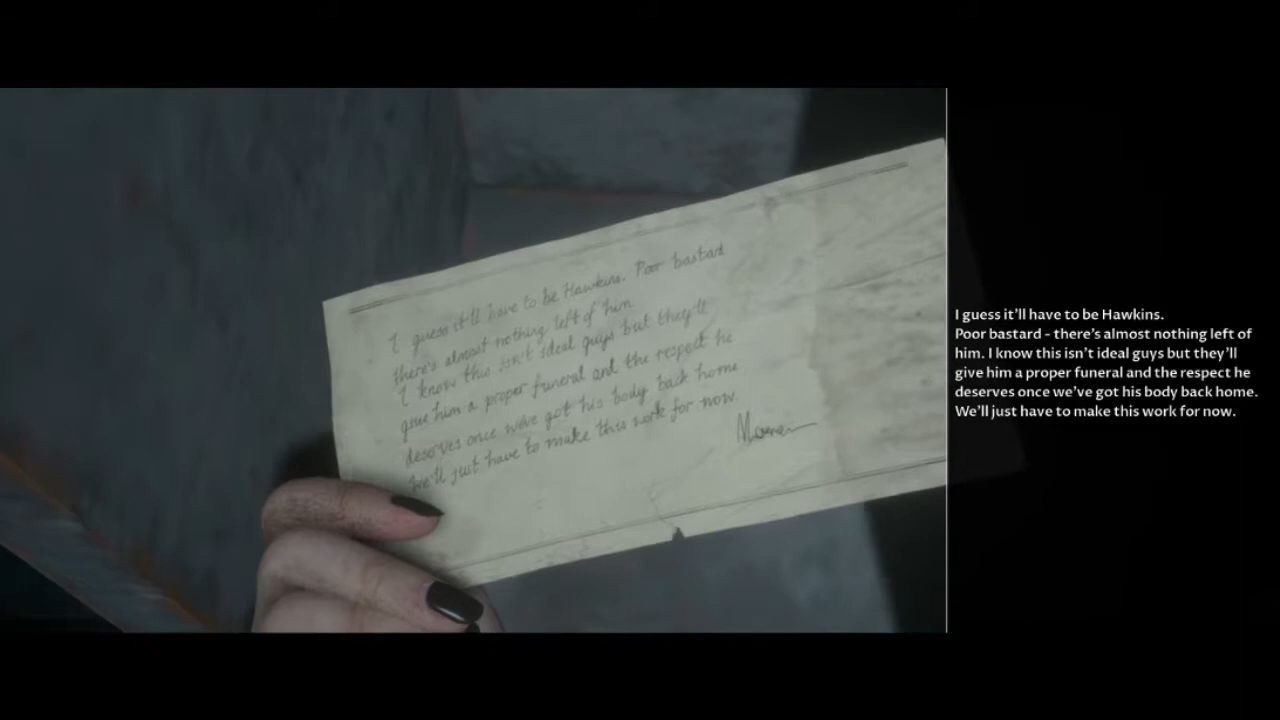 I guess it'll have to be Hawkins. Poor bastard
there's almost nothing left of him.
I know this isn't ideal guys but they'll
give him a proper funeral and the respect he
deserves once we've got his body back home
We'll just have to make this work for now.
I guess it'll have to be Hawkins.
Poor bastard - there's almost nothing left of
him. I know this isn't ideal guys but they'll
give him a proper funeral and the respect he
deserves once we've got his body back home.
We'll just have to make this work for now.